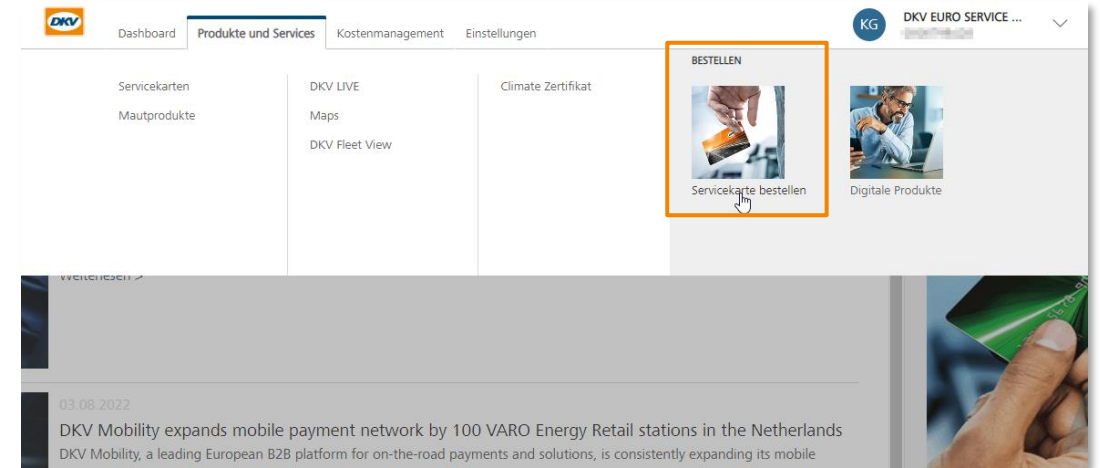 DKV
Dashboard
Produkte und Services
Kostenmanagement
Einstellungen
KG
DKV EURO SERVICE ...
Servicekarten
Mautprodukte
DKV LIVE
Maps
DKV Fleet View
Climate Zertifikat
BESTELLEN
Servicekarte bestellen
Digitale Produkte
Weiterlesen >
03.08.2022
DKV Mobility expands mobile payment network by 100 VARO Energy Retail stations in the Netherlands
DKV Mobility, a leading European B2B platform for on-the-road payments and solutions, is consistently expanding its mobile